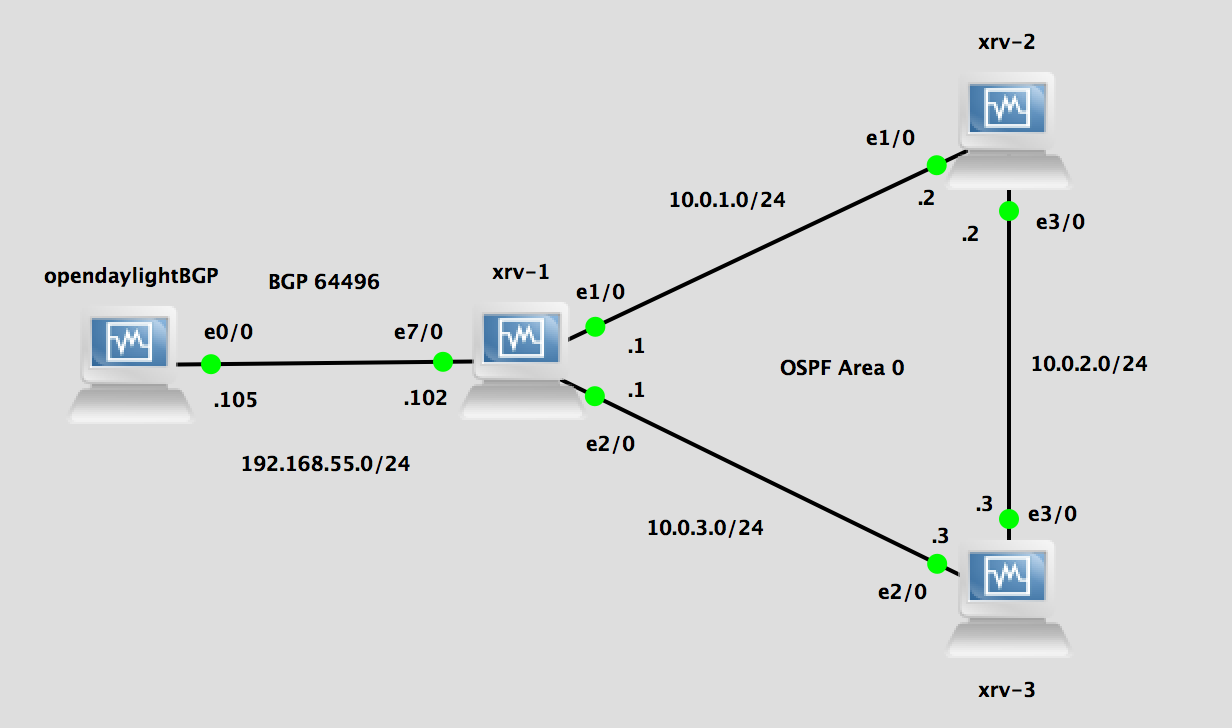 xrv-2
e1/0
10.0.1.0/24
.2
.2
e3/0
opendaylightBGP
BGP 64496
xrv-1
e1/0
e0/0
e7/0
.1
OSPF Area 0
10.0.2.0/24
.105
.102
.1
e2/0
192.168.55.0/24
10.0.3.0/24
.3
e3/0
.3
e2/0
xrv-3